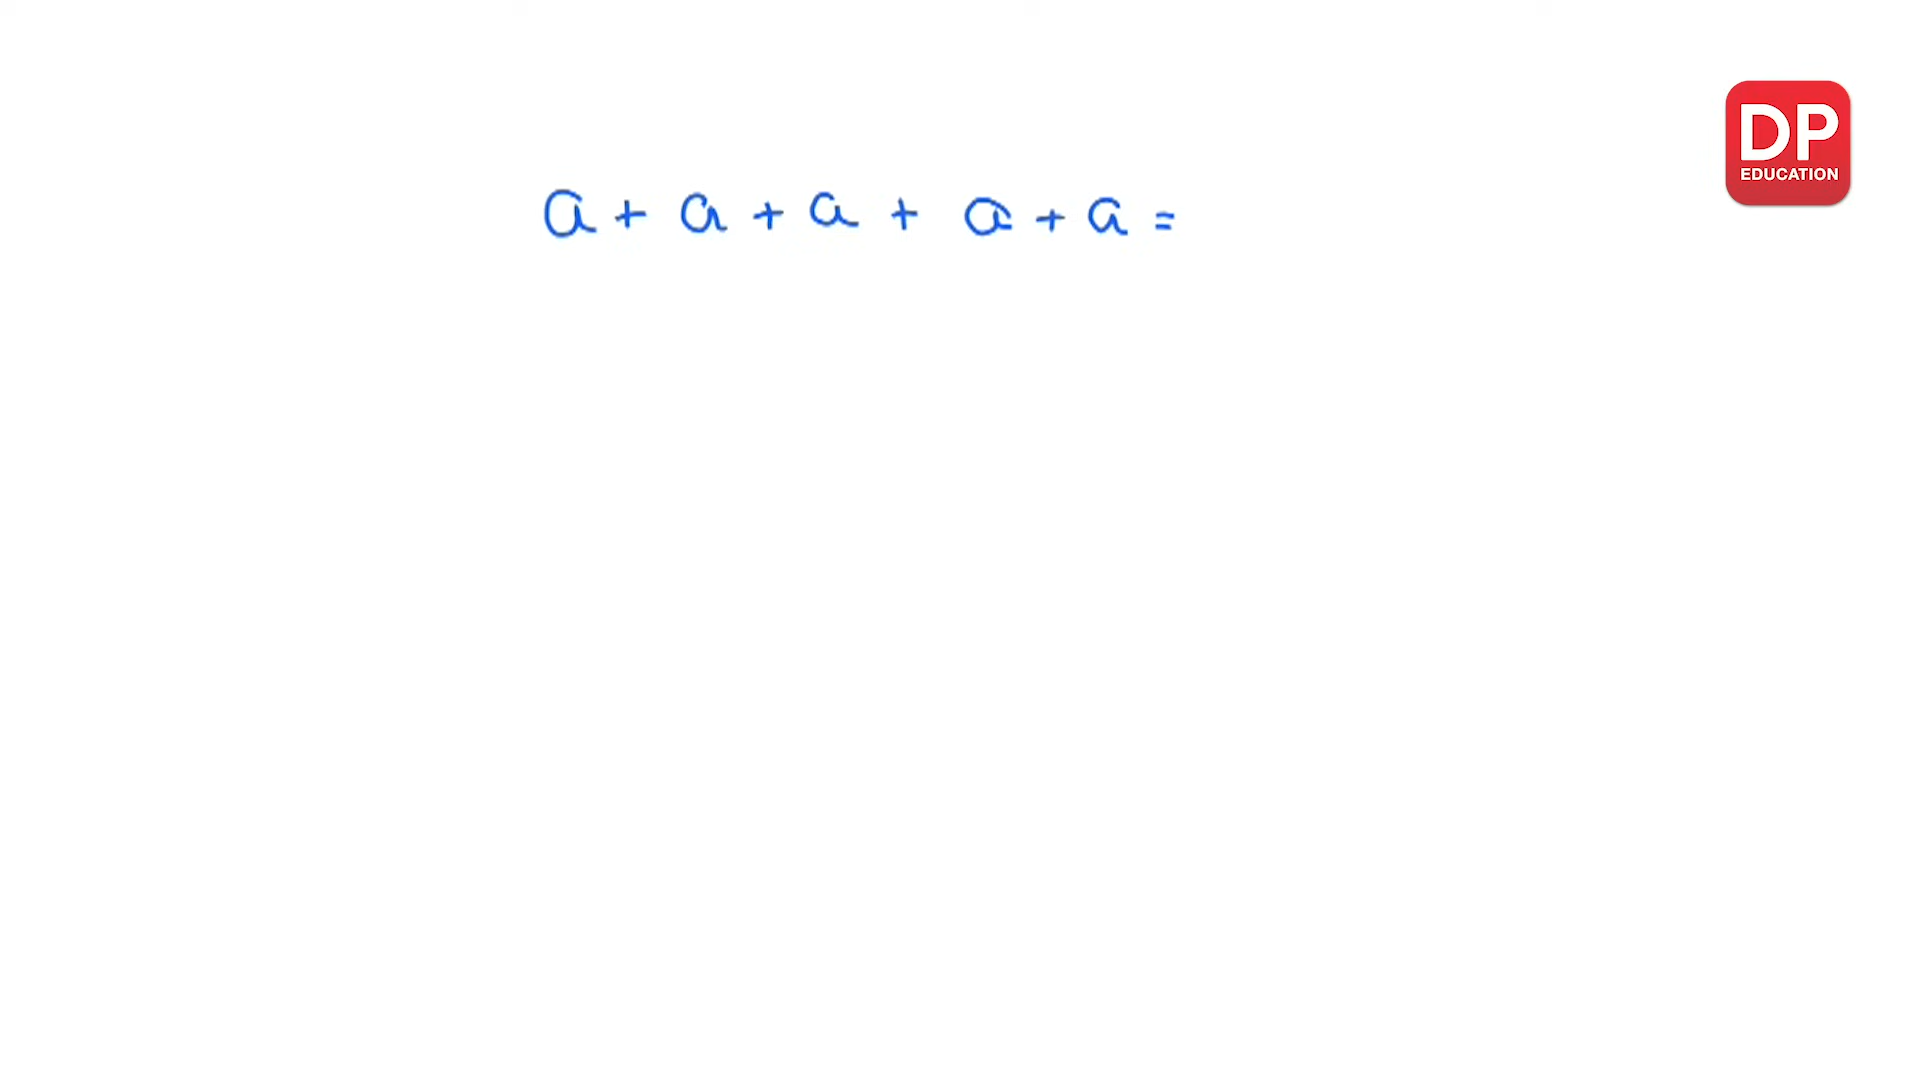 DP
EDUCATION
a + a + a + a + a =